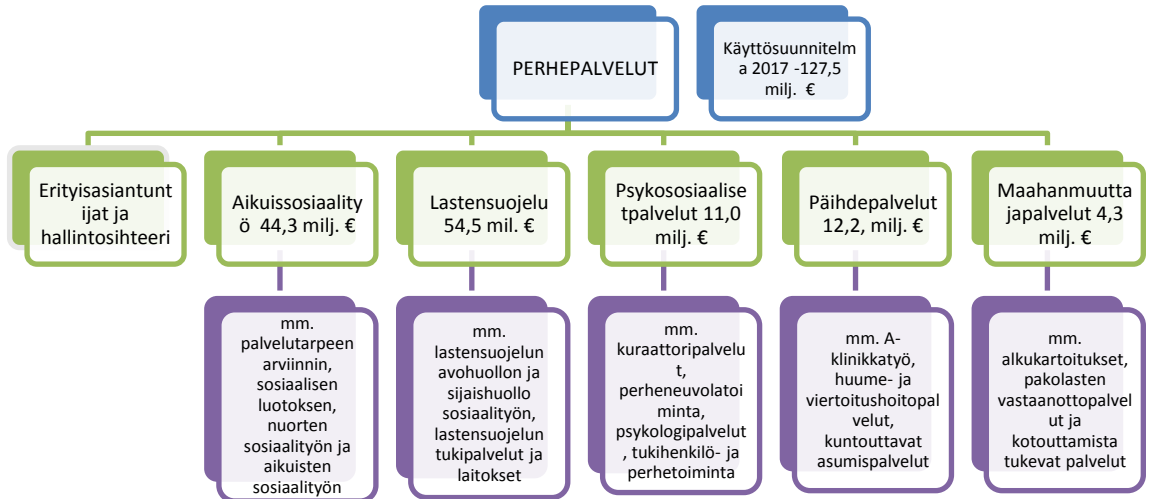 PERHEPALVELUT
Käyttösuunnitelm
a 2017 -127,5
milj. €
Erityisasiantunt
ijat ja
hallintosihteeri
Aikuissosiaality
ö 44,3 milj. €
Lastensuojelu
54,5 mil. €
Psykososiaalise
tpalvelut 11,0
milj. €
Päihdepalvelut
12,2, milj. €
Maahanmuutta
japalvelut 4,3
milj. €
mm.
palvelutarpeen
arviinnin,
sosiaalisen
luotoksen,
nuorten
sosiaalityön ja
aikuisten
sosiaalityön
mm.
lastensuojelun
avohuollon ja
sijaishuollo
sosiaalityön,
lastensuojelun
tukipalvelut ja
laitokset
mm.
kuraattoripalvelu
t,
perheneuvolatoi
minta,
psykologipalvelut
, tukihenkilö- ja
perhetoiminta
mm. A-
klinikkatyö,
huume- ja
viertoitushoitopal
velut,
kuntouttavat
asumispalvelut
mm.
alkukartoitukset,
pakolasten
vastaanottopalvel
ut ja
kotouttamista
tukevat palvelut